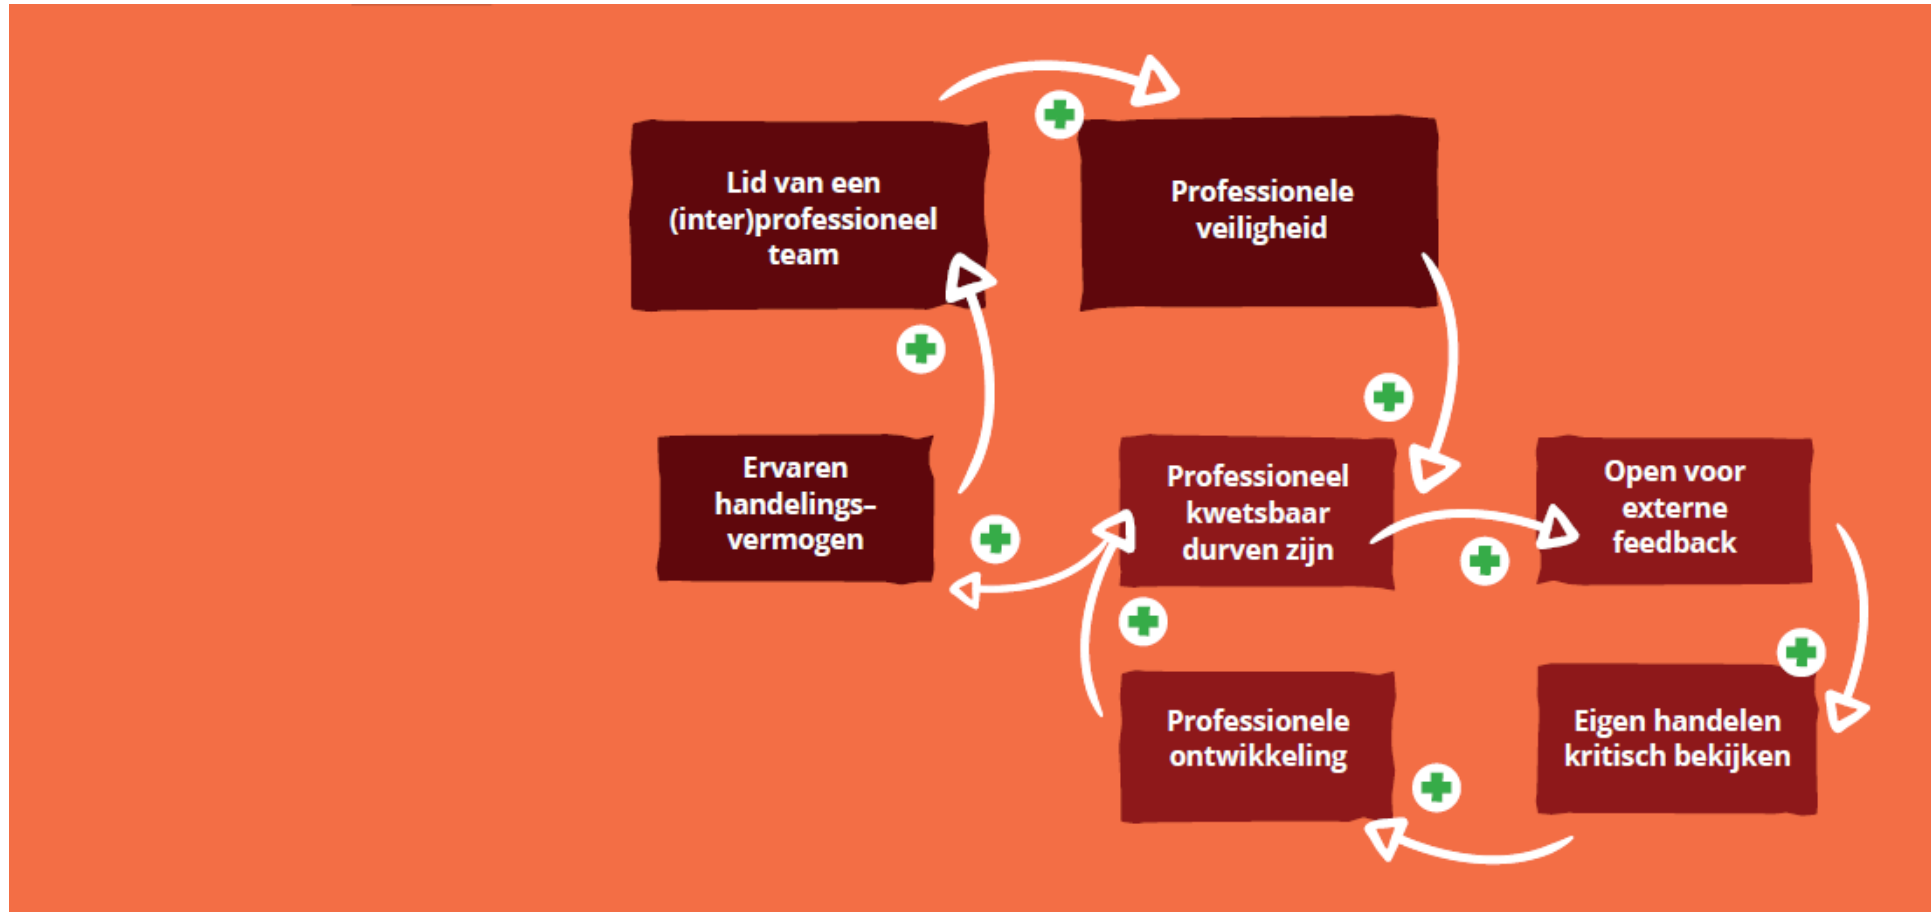 Lid van een
(inter)professioneel
team
Professionele
veiligheid
Ervaren
handelings–
vermogen
Professioneel
kwetsbaar
durven zijn
Open voor
externe
feedback
Professionele
ontwikkeling
Eigen handelen
kritisch bekijken